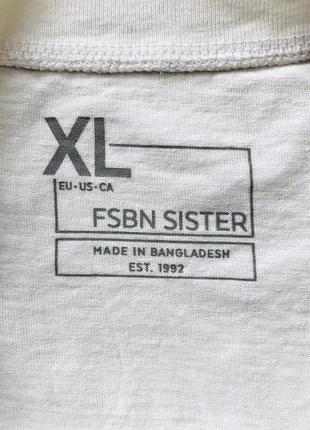 XL
EU·US·CA
FSBN SISTER
MADE IN BANGLADESH
EST. 1992